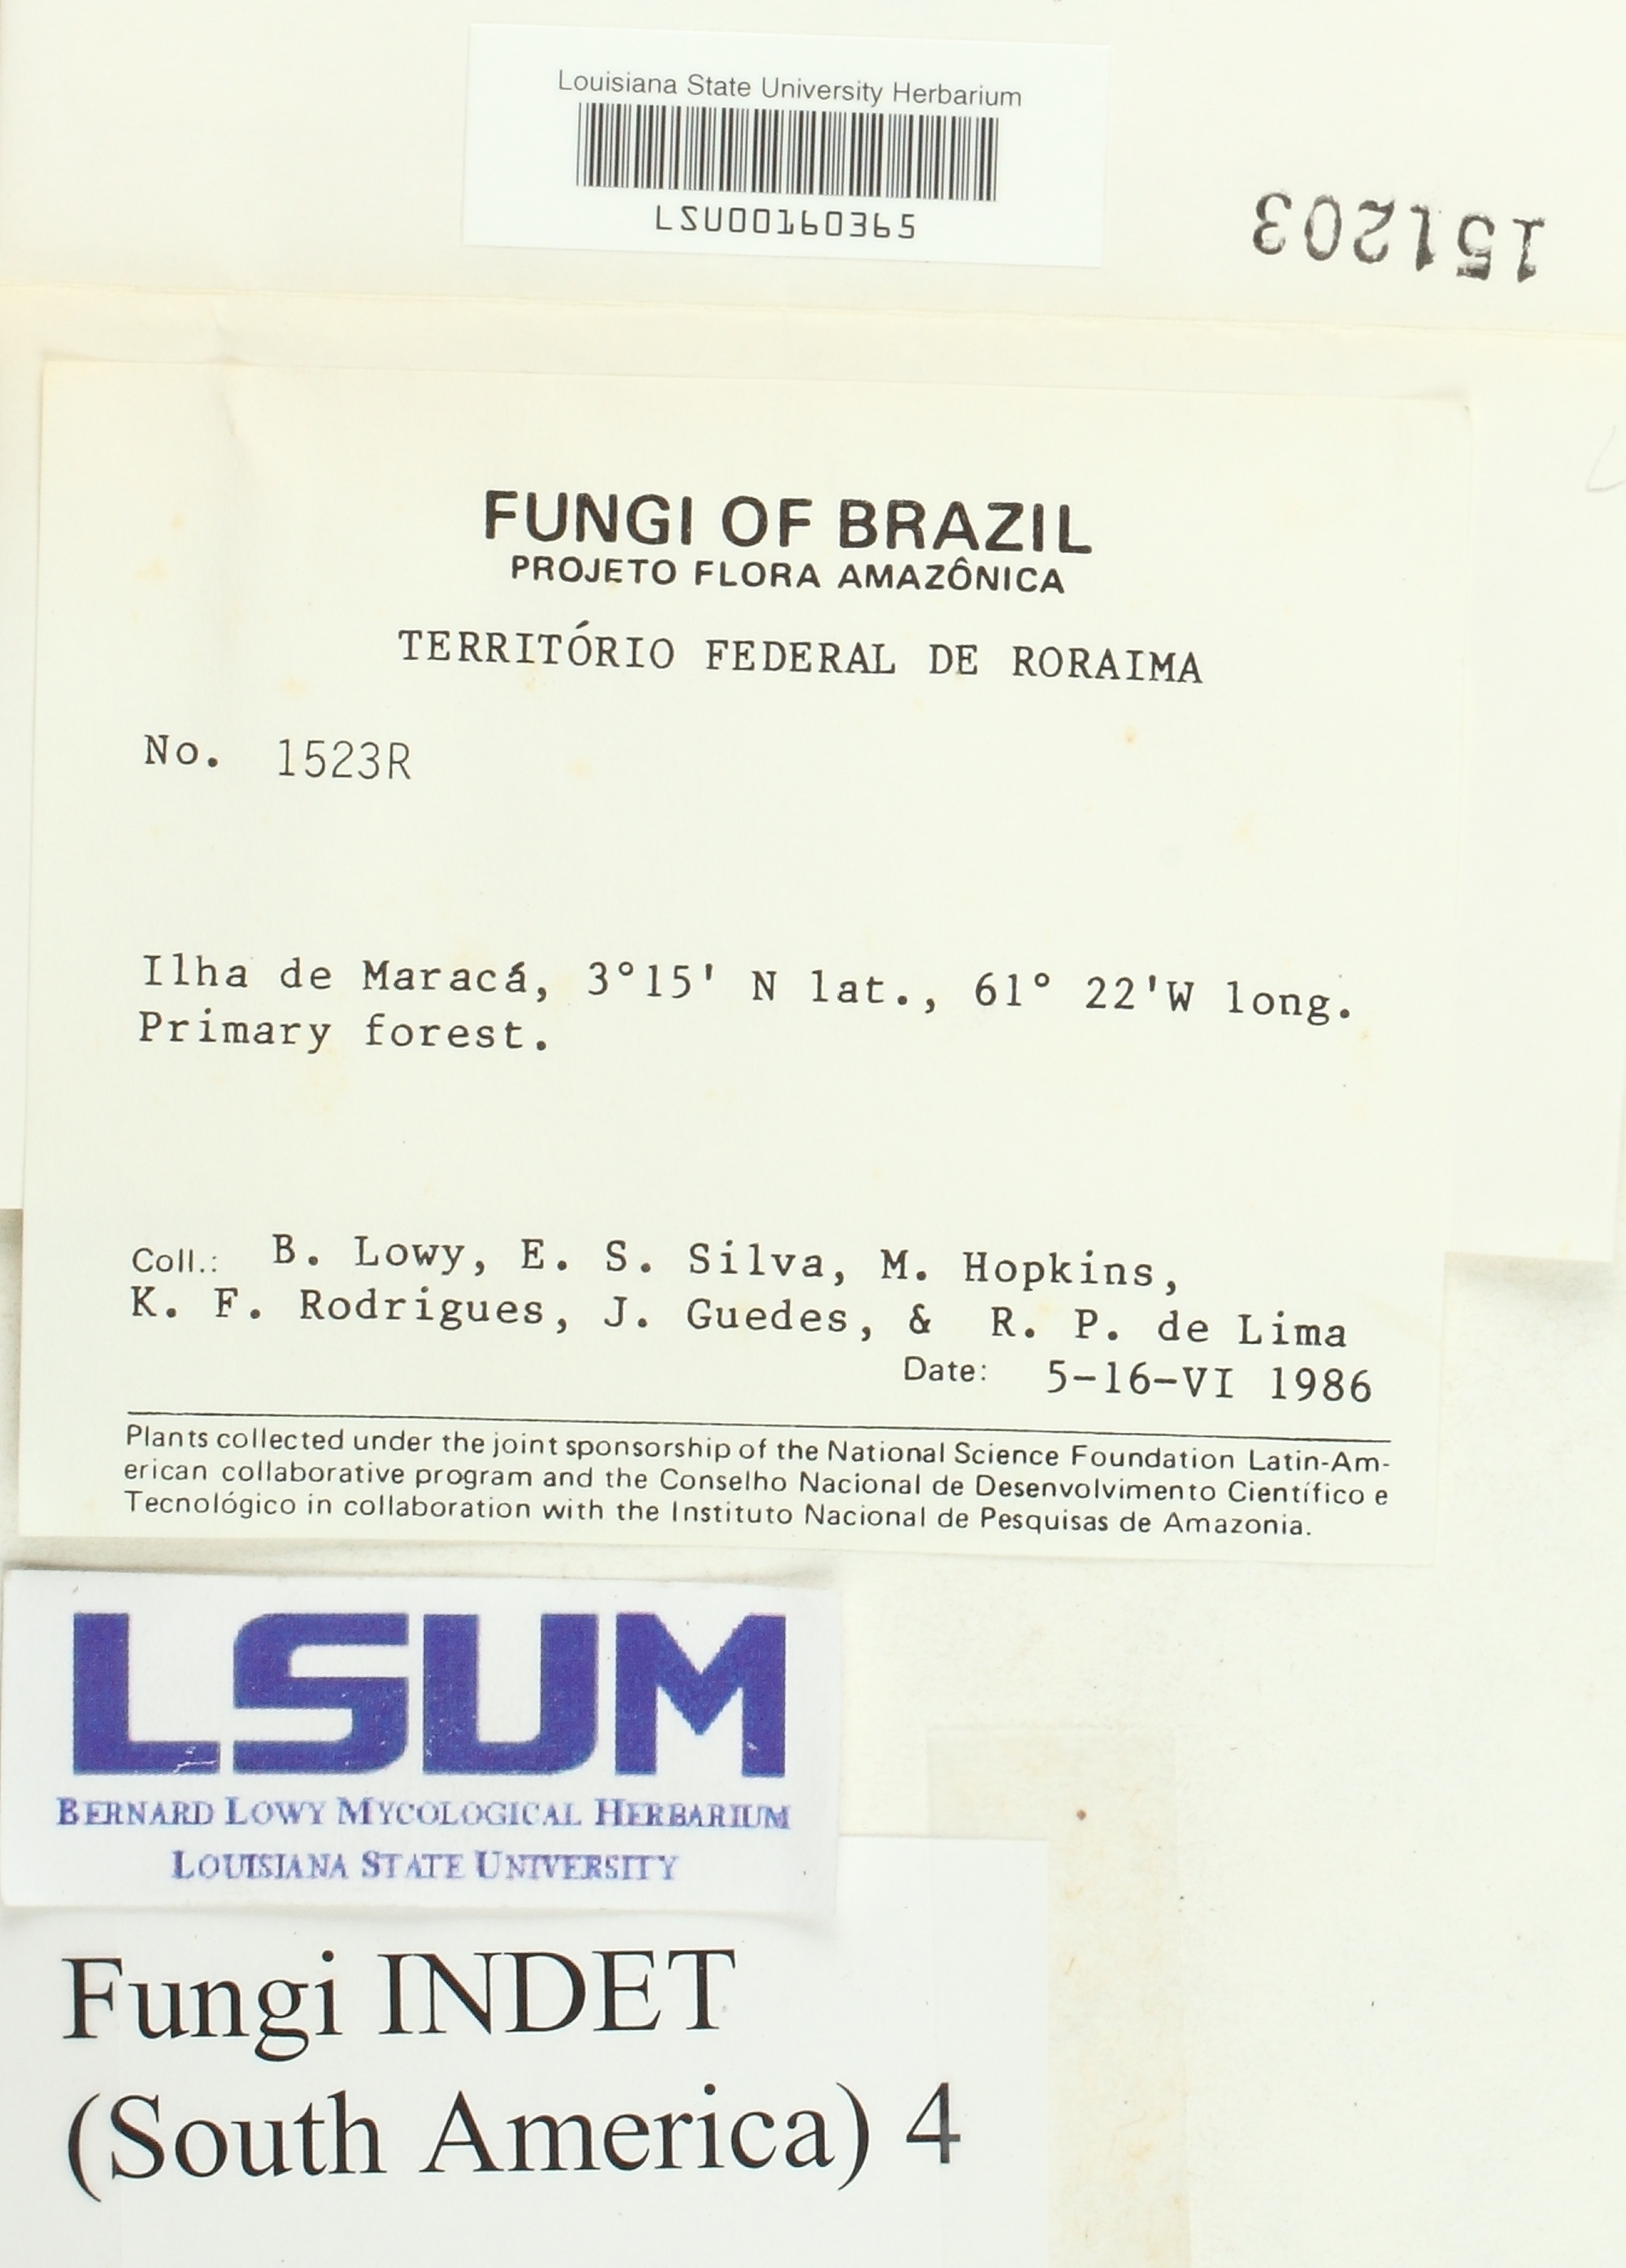 Louisiana State University Herbarium
LSU00160365
151203
FUNGI OF BRAZIL
PROJETO FLORA AMAZÔNICA
TERRITÓRIO FEDERAL DE RORAIMA
No. 1523R
Ilha de Maracá, 3°15' N lat., 61° 22'W long.
Primary forest.
Coll.: B. Lowy, E. S. Silva, M. Hopkins,
K. F. Rodrigues, J. Guedes, & R. P. de Lima
Date: 5-16-VI 1986
Plants collected under the joint sponsorship of the National Science Foundation Latin-Am-
erican collaborative program and the Conselho Nacional de Desenvolvimento Científico e
Tecnológico in collaboration with the Instituto Nacional de Pesquisas de Amazonia.
LSUM
BERNARD LOWY MYCOLOGICAL HERBARIUM
LOUISIANA STATE UNIVERSITY
Fungi INDET
(South America) 4